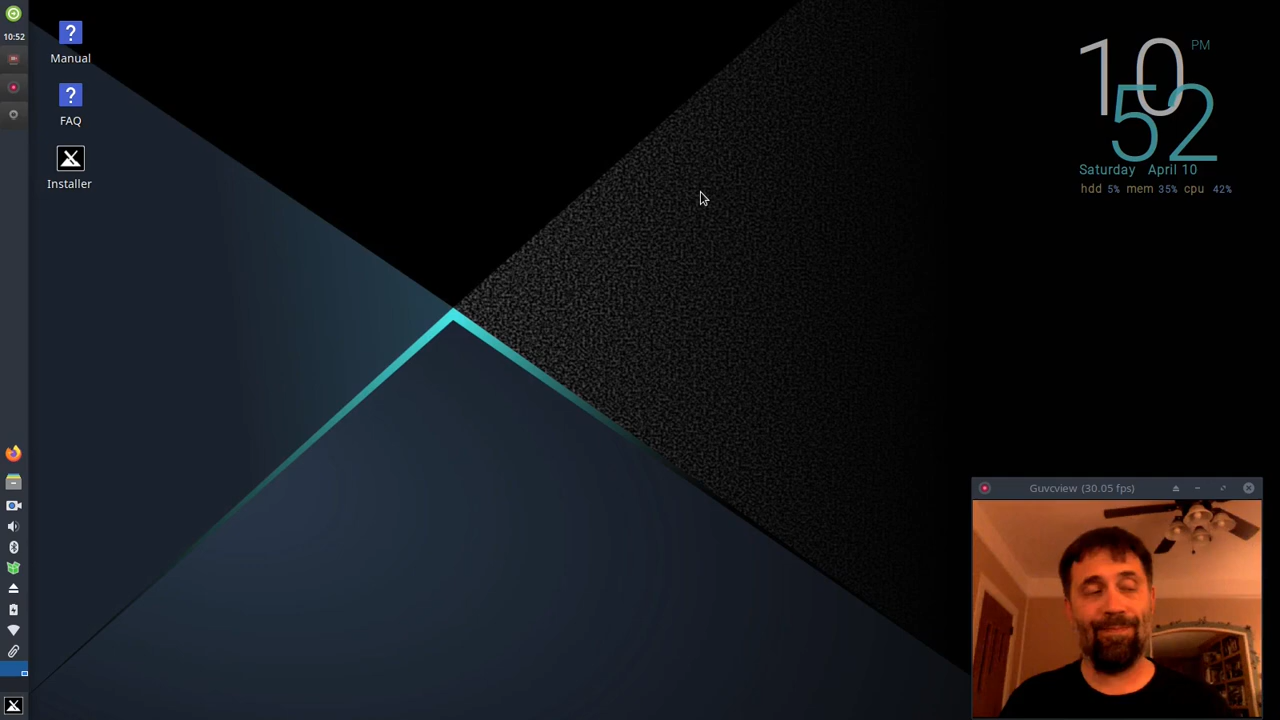 10:52
Manual
FAQ
Installer
10 PM
52
Saturday April 10
hdd 5% mem 35% cpu 42%
Guvcview (30.05 fps)